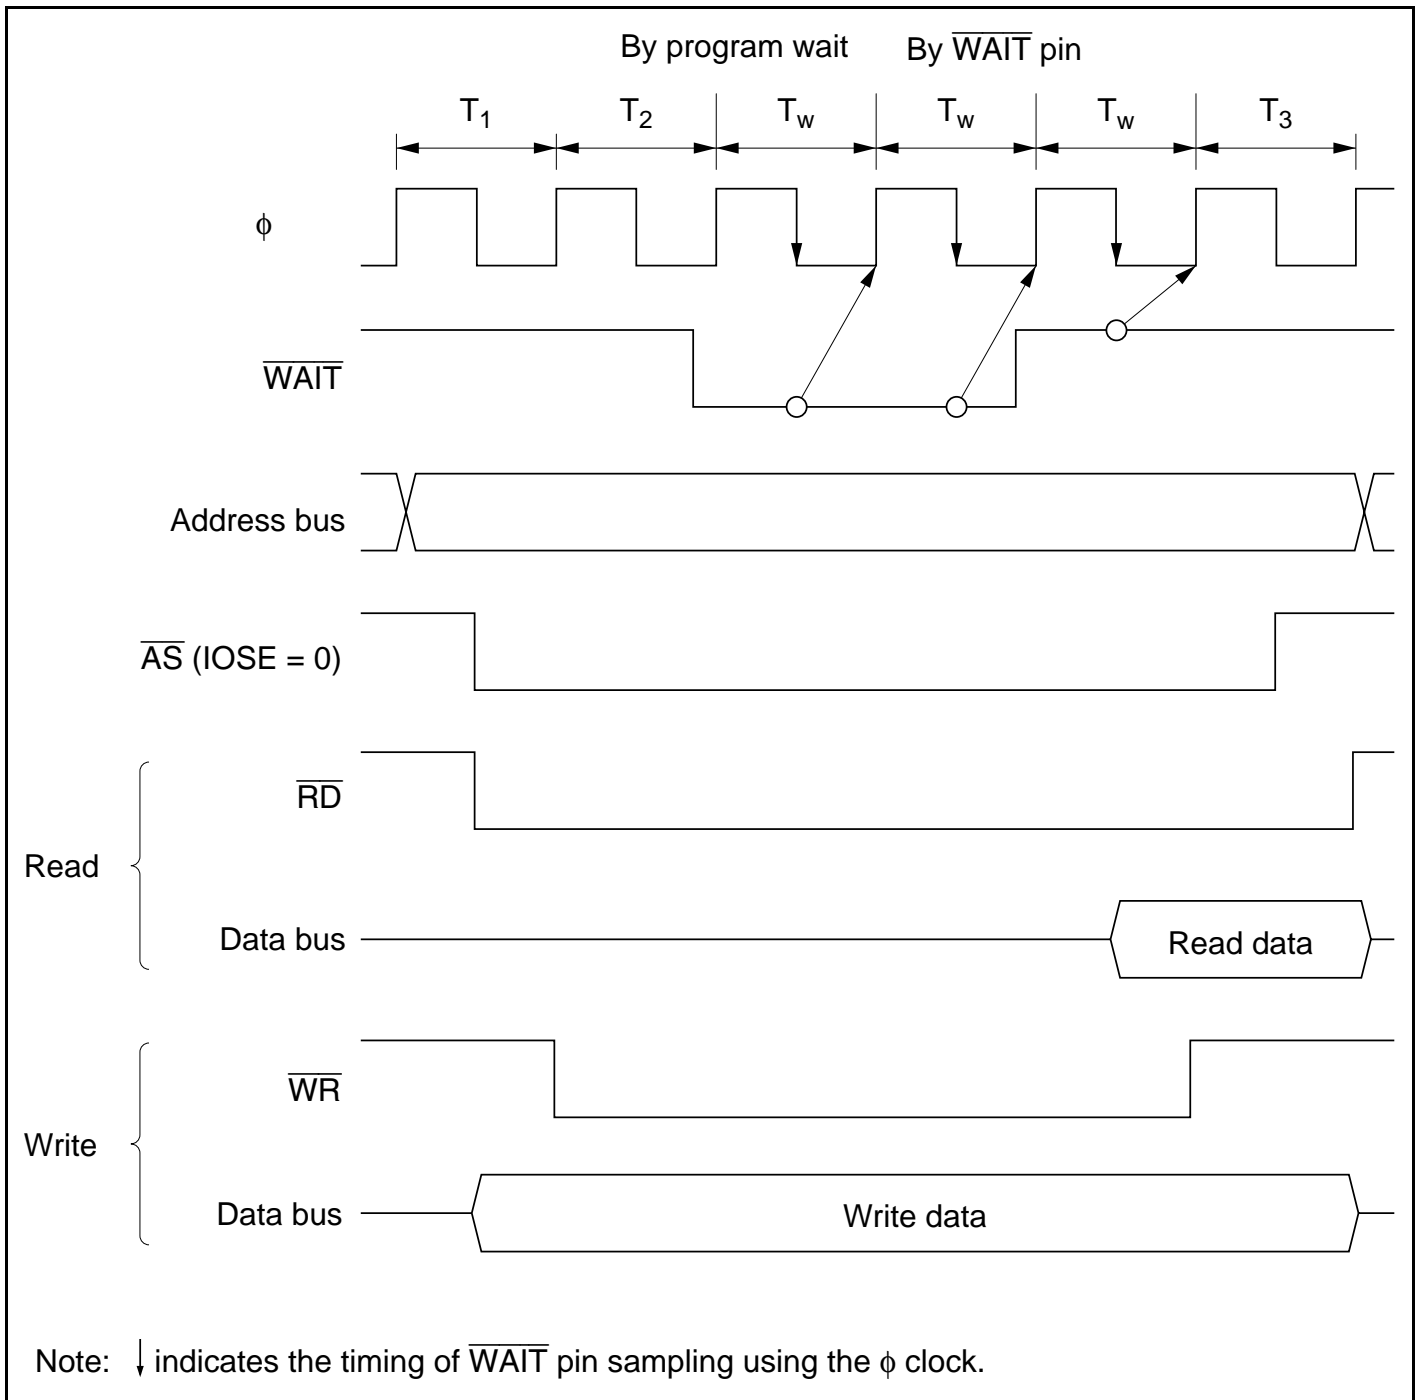 By program wait By WAIT pin
T1 T2 Tw Tw Tw T3
ϕ
WAIT
Address bus
AS (IOSE = 0)
RD
Read
Data bus Read data
WR
Write
Data bus Write data
Note: ↓ indicates the timing of WAIT pin sampling using the ϕ clock.